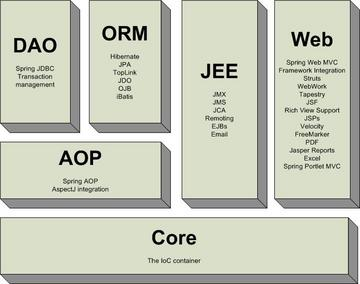 DAO
Spring JDBC
Transaction
management
ORM
Hibernate
JPA
TopLink
JDO
OJB
iBatis
JEE
JMX
JMS
JCA
Remoting
EJBs
Email
Web
Spring Web MVC
Framework Integration
Struts
WebWork
Tapestry
JSF
Rich View Support
JSPs
Velocity
FreeMarker
PDF
Jasper Reports
Excel
Spring Portlet MVC
AOP
Spring AOP
AspectJ integration
Core
The IoC container